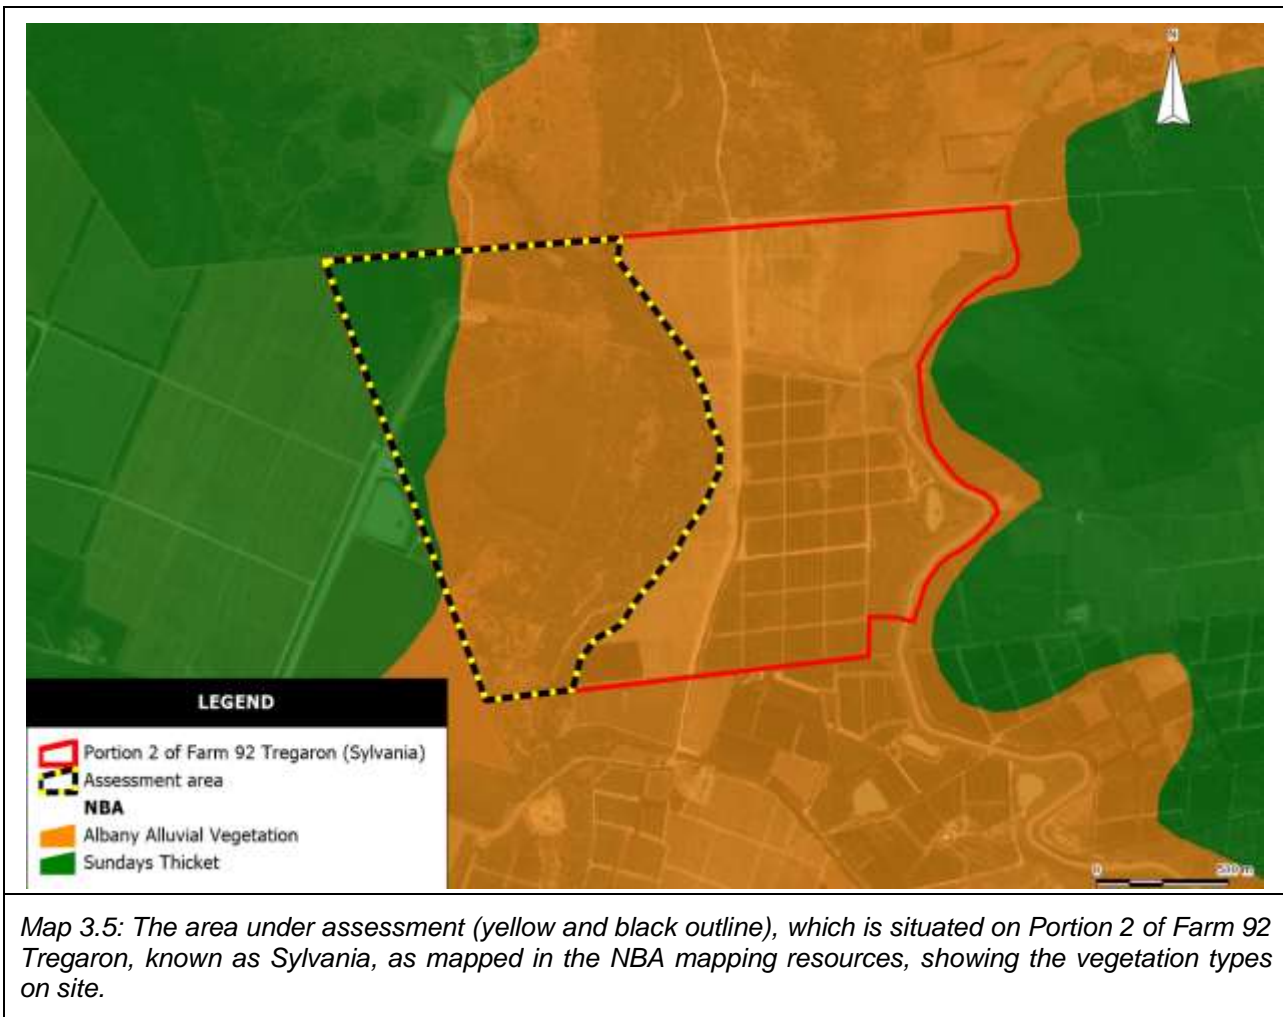 N
LEGEND
Portion 2 of Farm 92 Tregaron (Sylvania)
Assessment area
NBA
Albany Alluvial Vegetation
Sundays Thicket
0 500 m
Map 3.5: The area under assessment (yellow and black outline), which is situated on Portion 2 of Farm 92
Tregaron, known as Sylvania, as mapped in the NBA mapping resources, showing the vegetation types
on site.